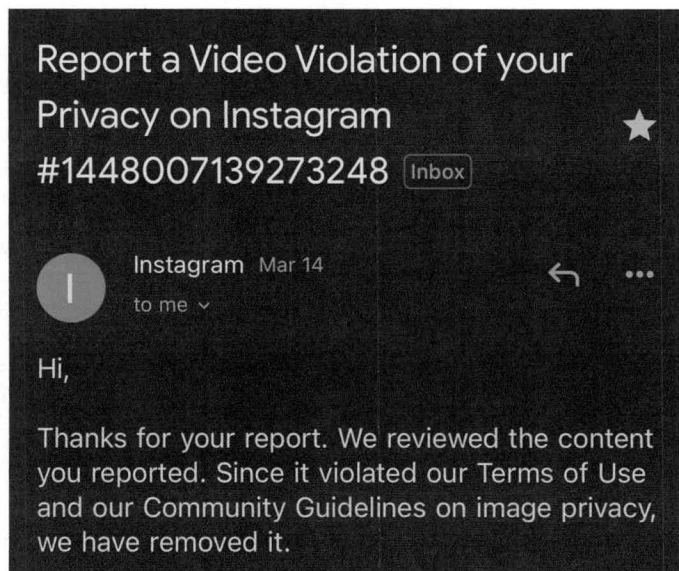 Report a Video Violation of your
Privacy on Instagram
#1448007139273248 Inbox
I
Instagram Mar 14
to me
Hi,
Thanks for your report. We reviewed the content
you reported. Since it violated our Terms of Use
and our Community Guidelines on image privacy,
we have removed it.